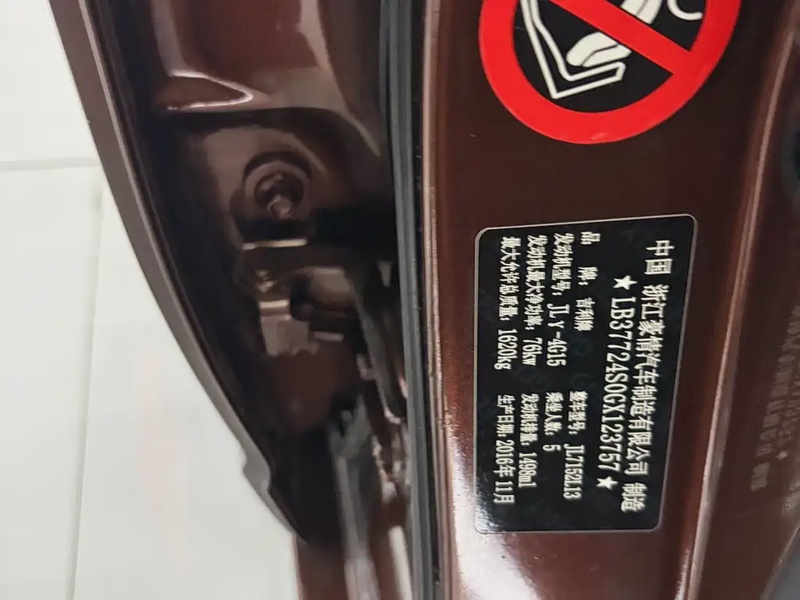 中国 浙江豪情汽车制造有限公司 制造
★LB37724S0GX123757★
品 牌: 吉利牌 整车型号: JL7152L13
发动机型号: JLY-4G15 乘坐人数: 5
发动机最大净功率: 76kw 发动机排量: 1498ml
最大允许总质量: 1620kg 生产日期: 2016年11月